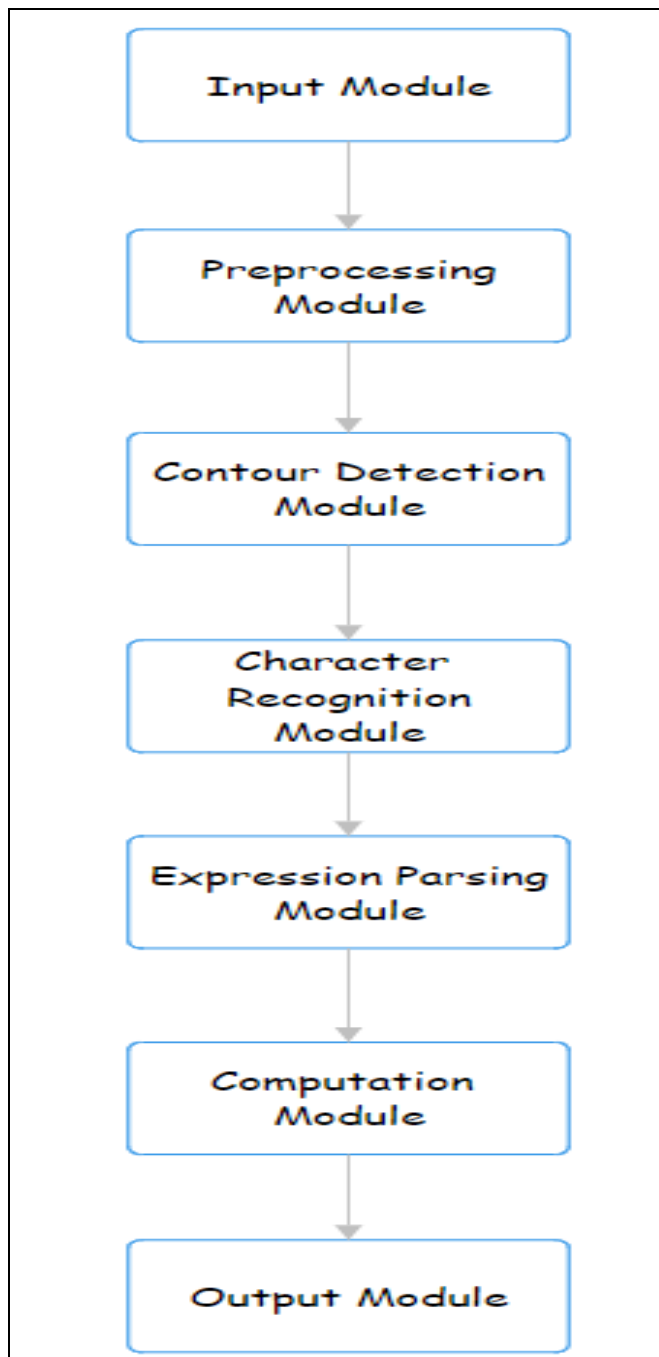 Input Module
Preprocessing
Module
Contour Detection
Module
Character
Recognition
Module
Expression Parsing
Module
Computation
Module
Output Module